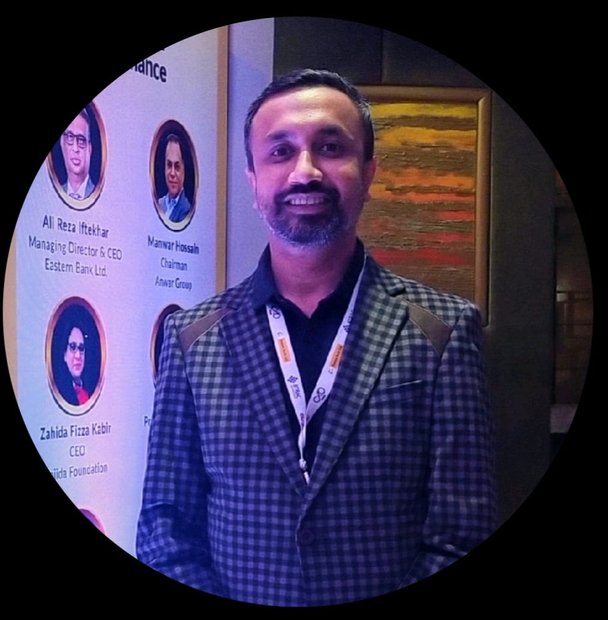 Ali Reza Iftekhar
Managing Director & CEO
Eastern Bank Ltd.
Manwar Hossain
Chairman
Anwar Group
Zahida Fizza Kabir
CEO
Foundation